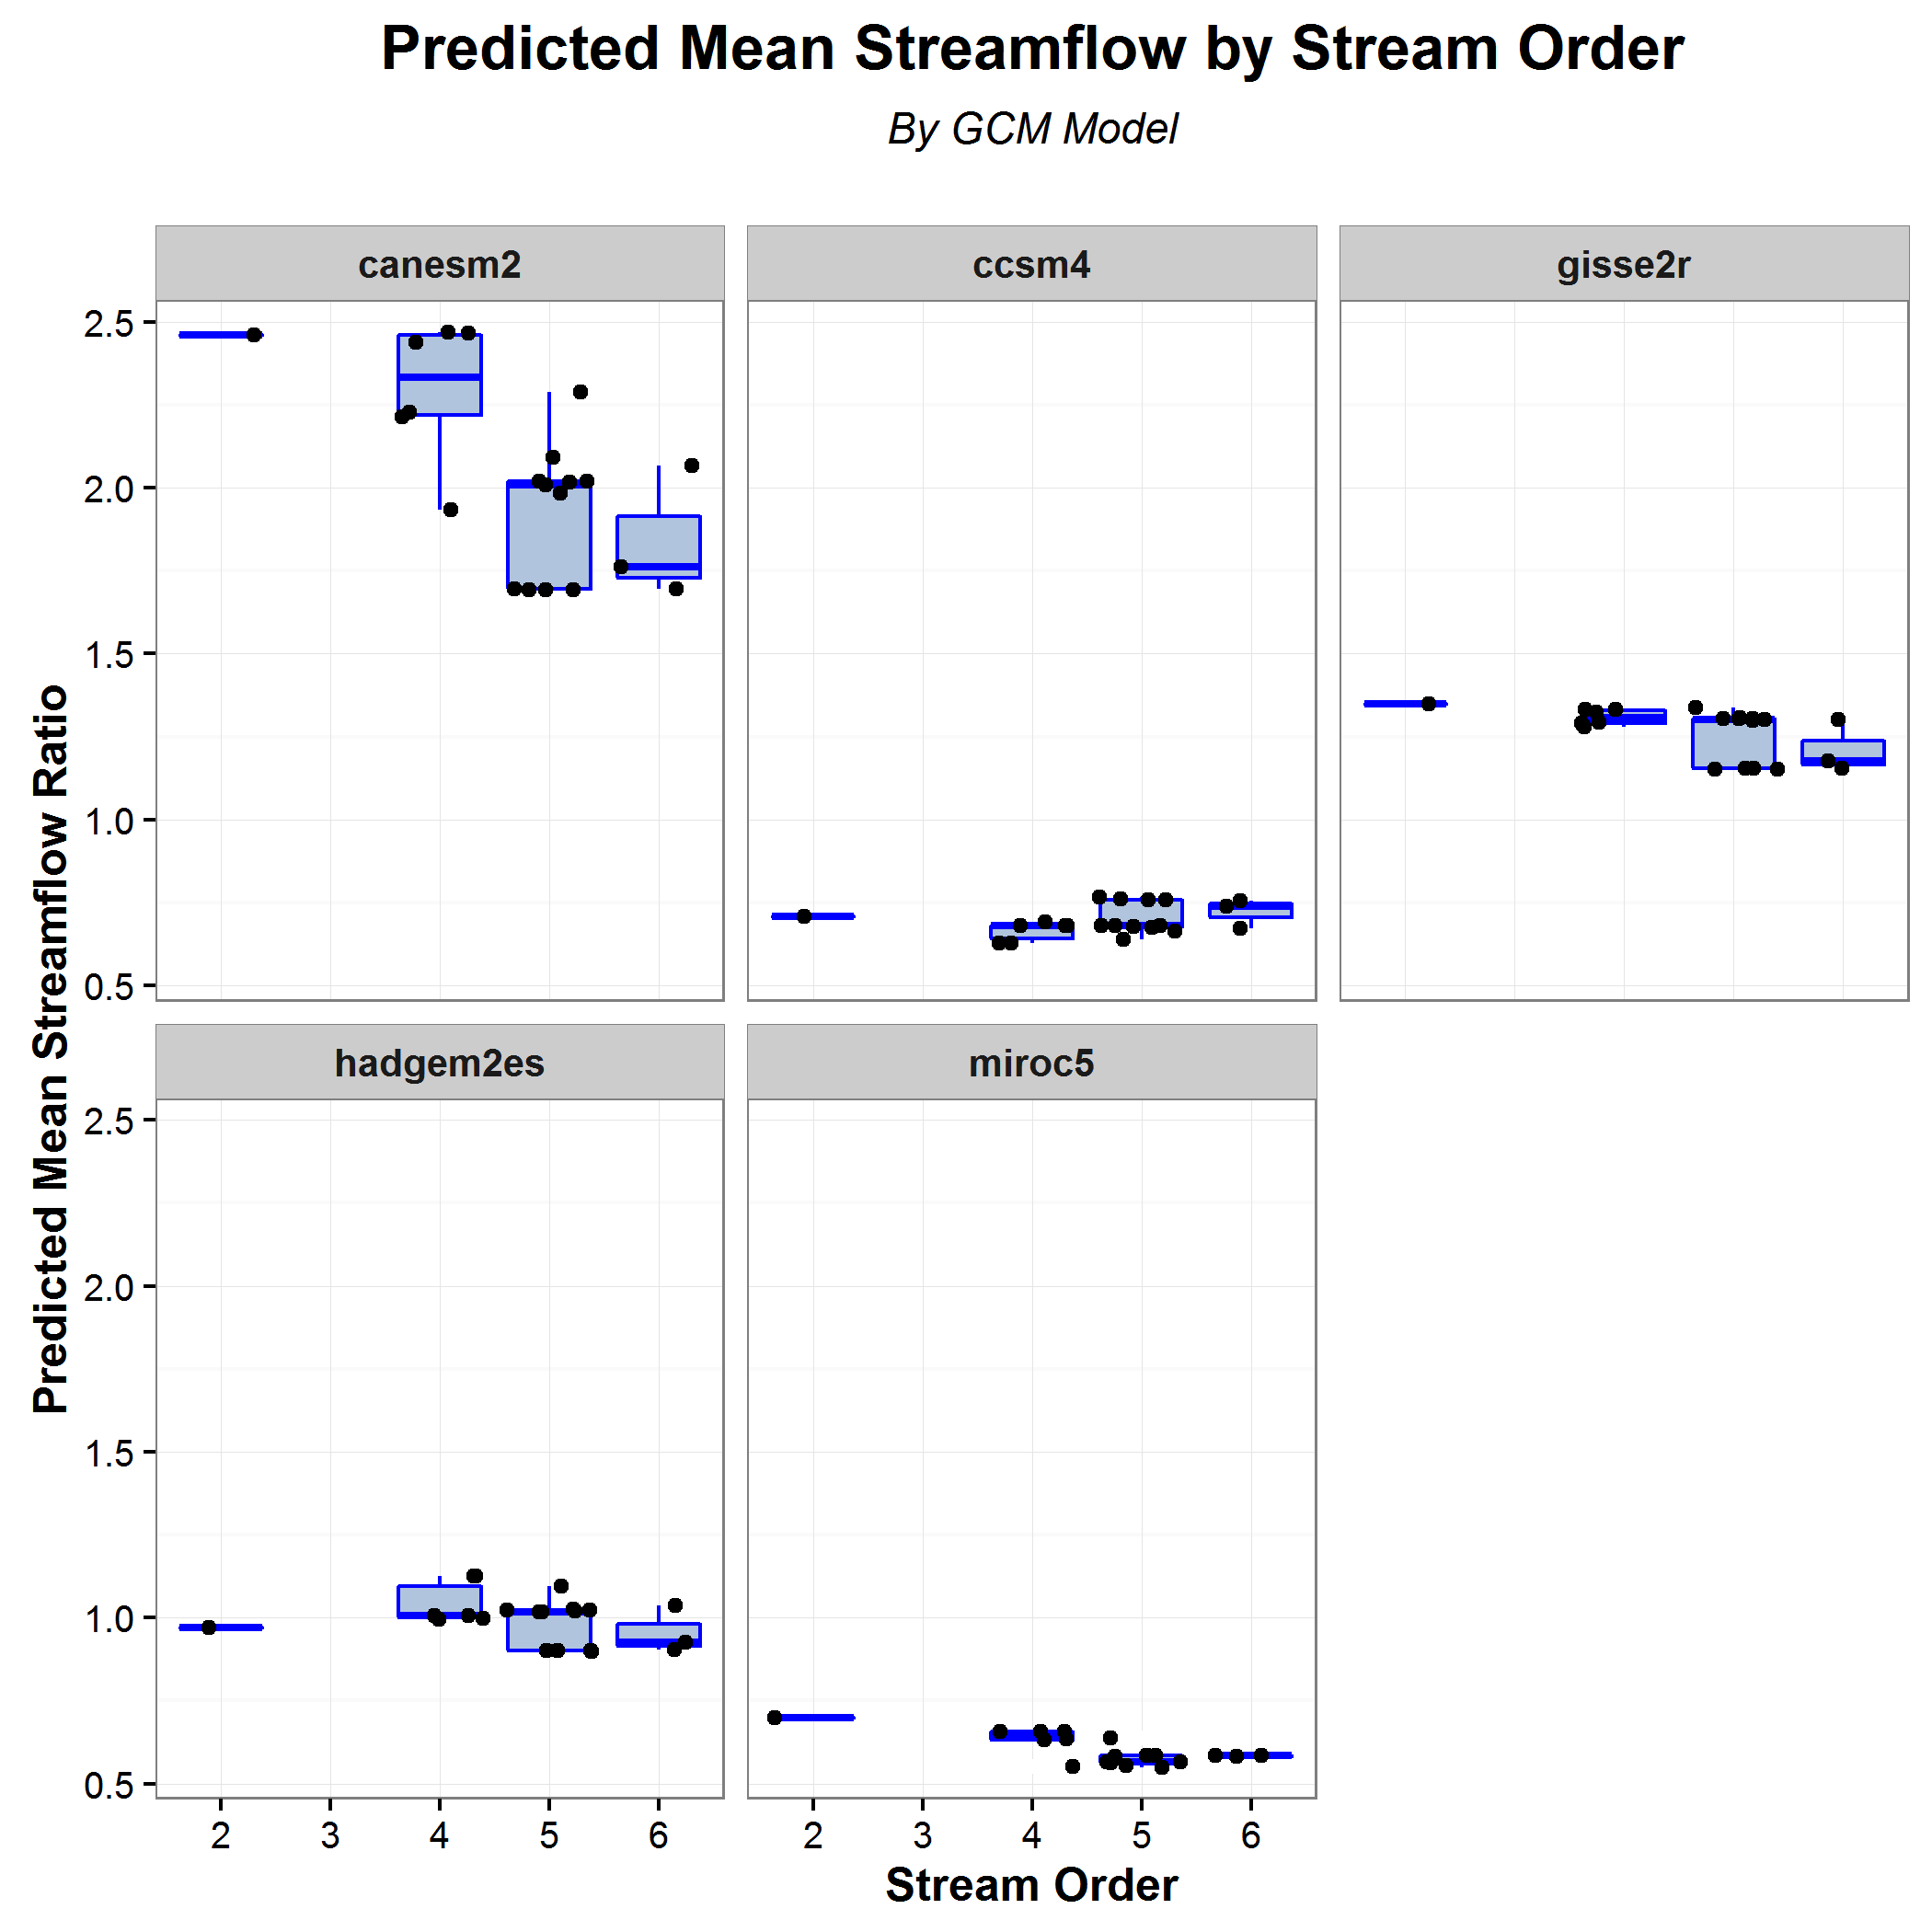 Predicted Mean Streamflow by Stream Order
By GCM Model
canesm2
ccsm4
gisse2r
2.5
2.0
1.5
1.0
0.5
Predicted Mean Streamflow Ratio
hadgem2es
miroc5
2.5
2.0
1.5
1.0
0.5
2 3 4 5 6
2 3 4 5 6
Stream Order